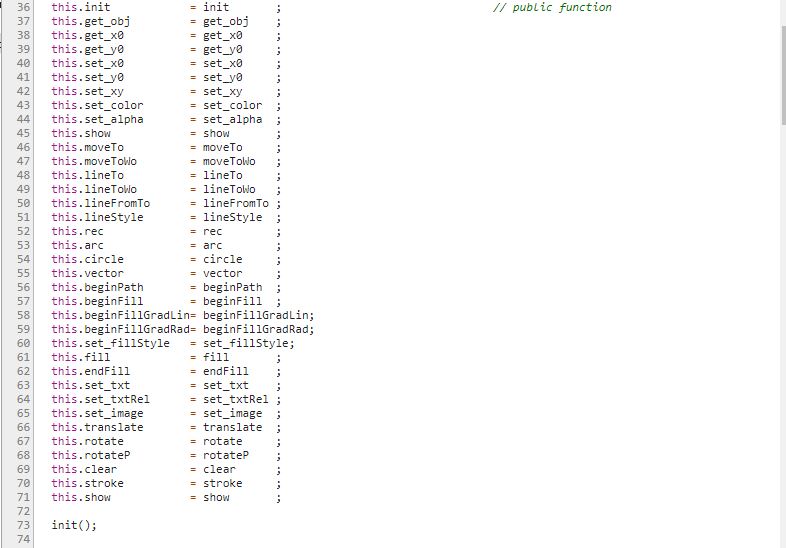 36 this.init = init ; // public function
37 this.get_obj = get_obj ;
38 this.get_x0 = get_x0 ;
39 this.get_y0 = get_y0 ;
40 this.set_x0 = set_x0 ;
41 this.set_y0 = set_y0 ;
42 this.set_xy = set_xy ;
43 this.set_color = set_color ;
44 this.set_alpha = set_alpha ;
45 this.show = show ;
46 this.moveTo = moveTo ;
47 this.moveToWo = moveToWo ;
48 this.lineTo = lineTo ;
49 this.lineToWo = lineToWo ;
50 this.lineFromTo = lineFromTo ;
51 this.lineStyle = lineStyle ;
52 this.rec = rec ;
53 this.arc = arc ;
54 this.circle = circle ;
55 this.vector = vector ;
56 this.beginPath = beginPath ;
57 this.beginFill = beginFill ;
58 this.beginFillGradLin= beginFillGradLin;
59 this.beginFillGradRad= beginFillGradRad;
60 this.set_fillStyle = set_fillStyle;
61 this.fill = fill ;
62 this.endFill = endFill ;
63 this.set_txt = set_txt ;
64 this.set_txtRel = set_txtRel ;
65 this.set_image = set_image ;
66 this.translate = translate ;
67 this.rotate = rotate ;
68 this.rotateP = rotateP ;
69 this.clear = clear ;
70 this.stroke = stroke ;
71 this.show = show ;
72
73 init();
74